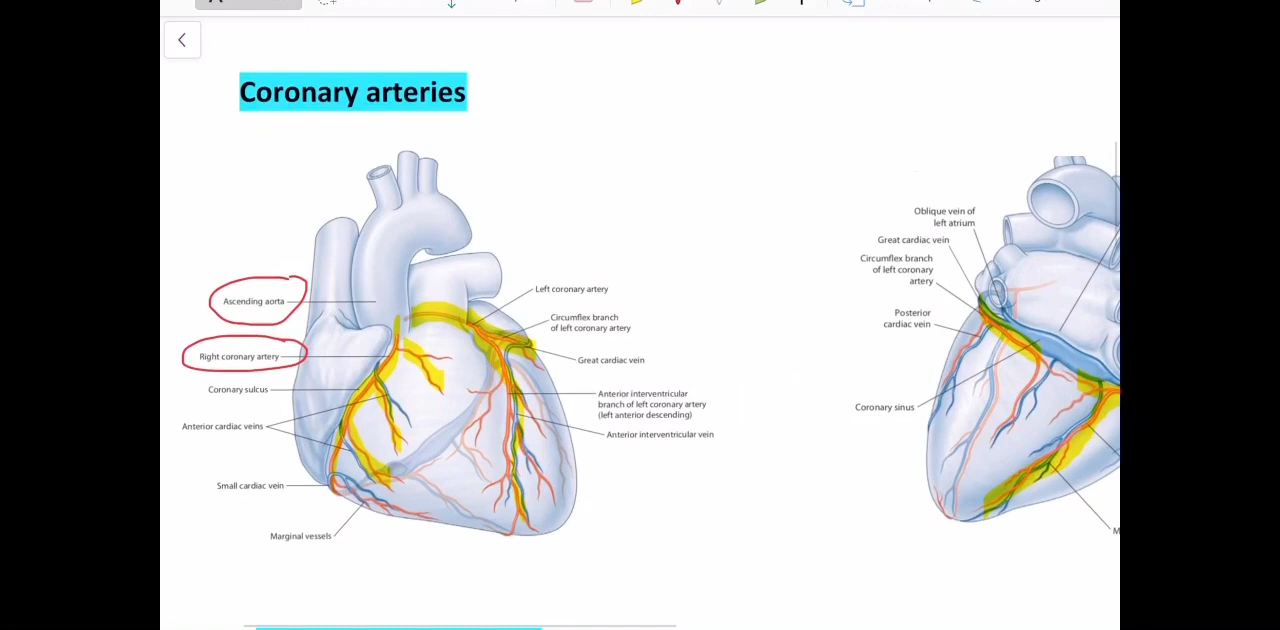 Coronary arteries
Ascending aorta
Right coronary artery
Coronary sulcus
Anterior cardiac veins
Small cardiac vein
Marginal vessels
Left coronary artery
Circumflex branch
of left coronary artery
Great cardiac vein
Anterior interventricular
branch of left coronary artery
(left anterior descending)
Anterior interventricular vein
Oblique vein of
left atrium
Great cardiac vein
Circumflex branch
of left coronary
artery
Posterior
cardiac vein
Coronary sinus